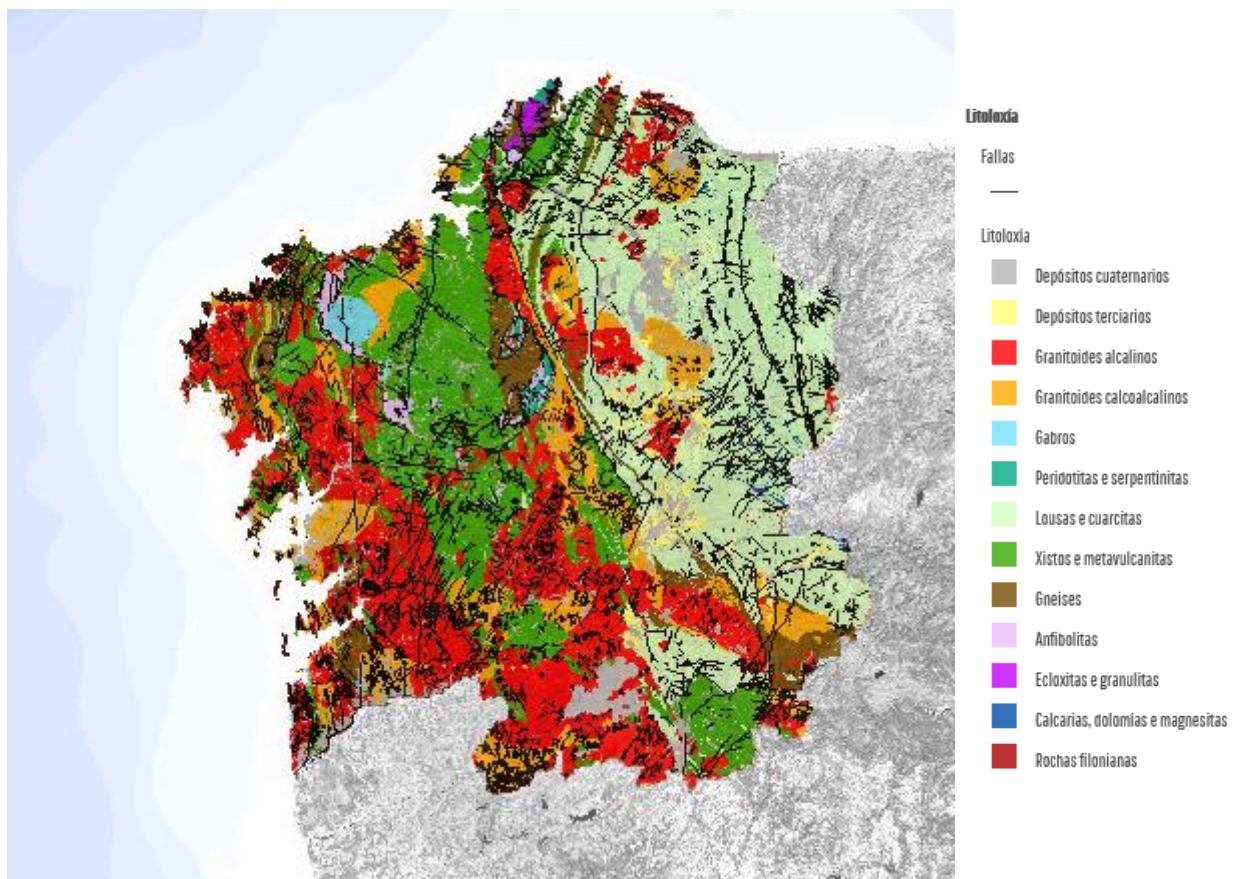 Litoloxía
Fallas
Litoloxía
Depósitos cuaternarios
Depósitos terciarios
Granitoides alcalinos
Granitoides calcoalcalinos
Gabros
Peridotitas e serpentinitas
Lousas e cuarcitas
Xistos e metavulcanitas
Gneises
Anfibolitas
Ecloxitas e granulitas
Calcarias, dolomías e magnesitas
Rochas filonianas